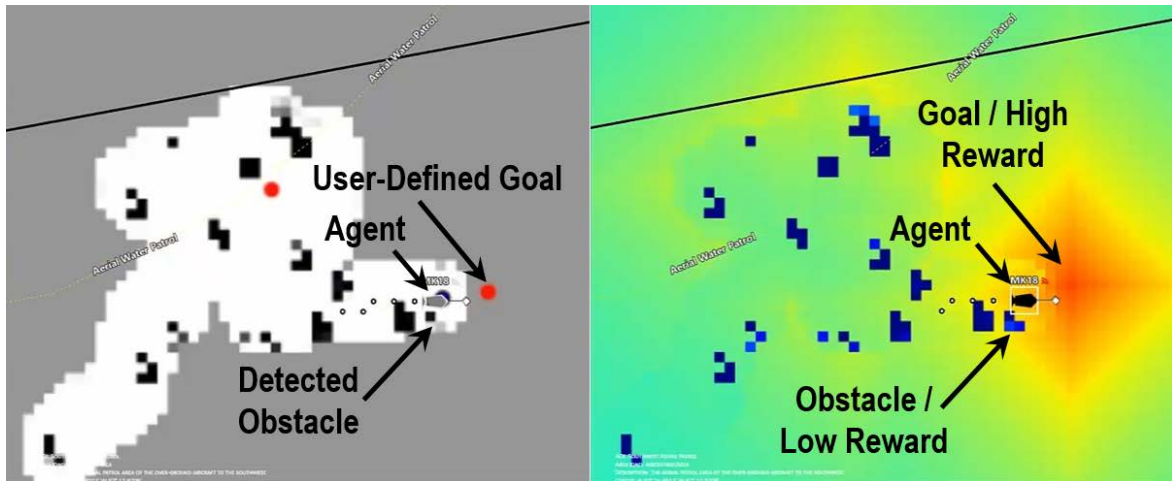 Aerial Water Patrol
User-Defined Goal
Agent
MK18
Aerial Water Patrol
Detected
Obstacle
Aerial Water Patrol
Goal / High
Reward
Agent
Aerial Water Patrol
MK18
Obstacle /
Low Reward